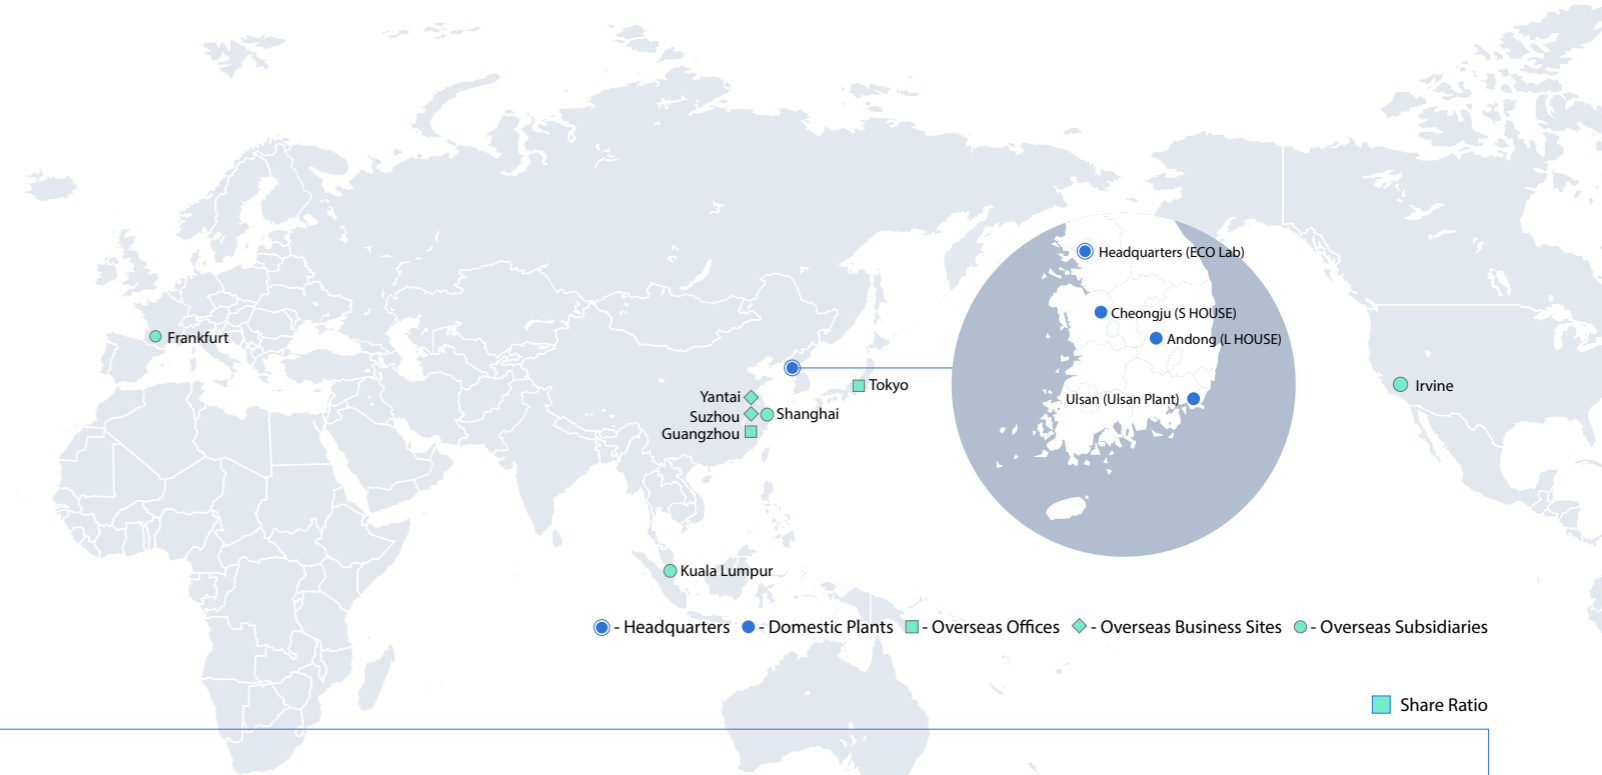 Headquarters (ECO Lab)
Cheongju (S HOUSE)
Andong (L HOUSE)
Ulsan (Ulsan Plant)
Frankfurt
Tokyo
Irvine
Yantai
Suzhou
Shanghai
Guangzhou
Kuala Lumpur
- Headquarters - Domestic Plants - Overseas Offices - Overseas Business Sites - Overseas Subsidiaries
Share Ratio